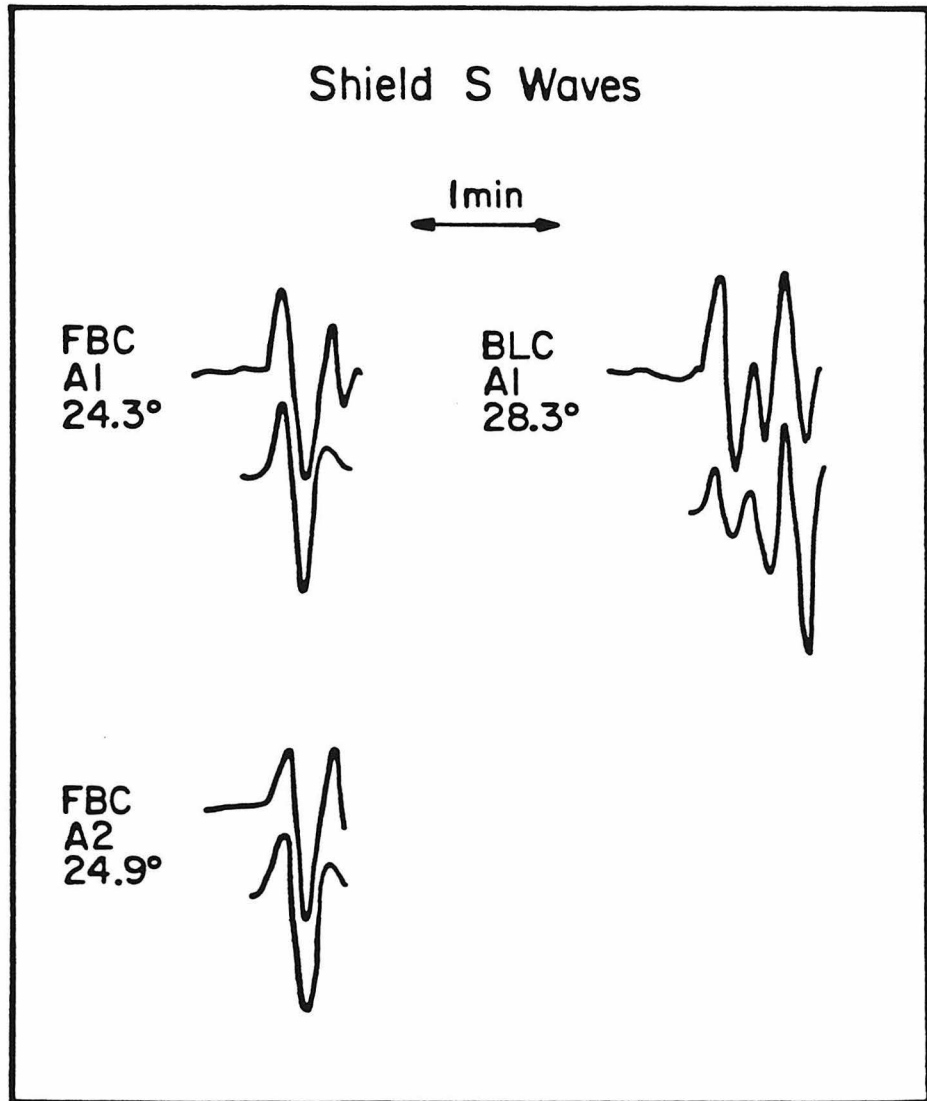 Shield S Waves
1min
FBC
A1
24.3°
BLC
A1
28.3°
FBC
A2
24.9°